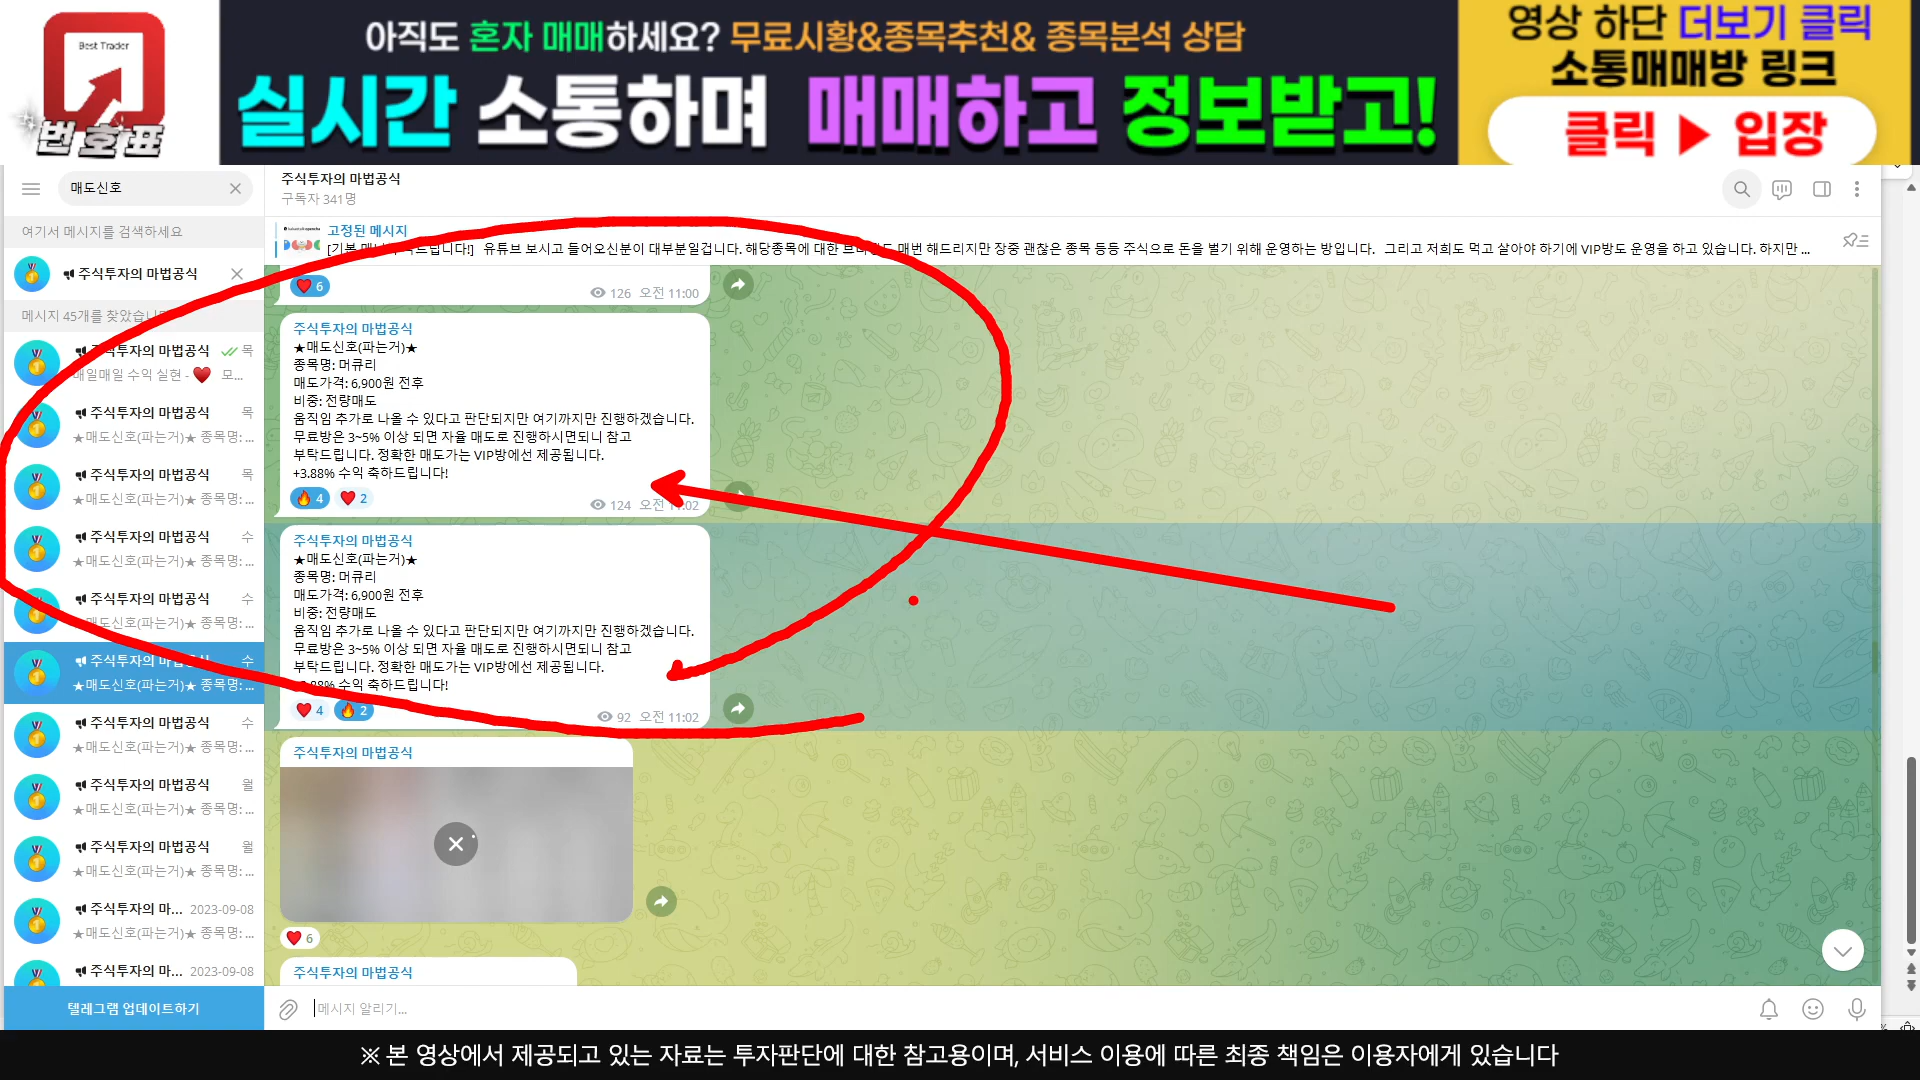 Best Trader
번호표
아직도 혼자 매매하세요? 무료시황&종목추천& 종목분석 상담
실시간 소통하며 매매하고 정보받고!
영상 하단 더보기 클릭
소통매매방 링크
클릭 ▶ 입장
매도신호
여기서 메시지를 검색하세요
주식투자의 마법공식
메시지 45개를 찾았습니
주식투자의 마법공식 목
매일매일 수익 실현 - ❤ 모...
주식투자의 마법공식 목
★매도신호(파는거)★ 종목명: ...
주식투자의 마법공식 목
★매도신호(파는거)★ 종목명: ...
주식투자의 마법공식 수
★매도신호(파는거)★ 종목명: ...
주식투자의 마법공식 수
매도신호(파는거)★ 종목명: ...
주식투자의 마법공식 수
★매도신호(파는거)★ 종목명: ...
주식투자의 마법공식 수
★매도신호(파는거)★ 종목명: ...
주식투자의 마법공식 월
★매도신호(파는거)★ 종목명: ...
주식투자의 마법공식 월
★매도신호(파는거)★ 종목명: ...
주식투자의 마... 2023-09-08
★매도신호(파는거)★ 종목명: ...
주식투자의 마... 2023-09-08
텔레그램 업데이트하기
주식투자의 마법공식
구독자 341명
고정된 메시지
유튜브 보시고 들어오신분이 대부분일겁니다. 해당종목에 대한 매번 해드리지만 장중 괜찮은 종목 등등 주식으로 돈을 벌기 위해 운영하는 방입니다. 그리고 저희도 먹고 살아야 하기에 VIP방도 운영을 하고 있습니다. 하지만 ...
❤ 6 126 오전 11:00
주식투자의 마법공식
★매도신호(파는거)★
종목명: 머큐리
매도가격: 6,900원 전후
비중: 전량매도
움직임 추가로 나올 수 있다고 판단되지만 여기까지만 진행하겠습니다.
무료방은 3~5% 이상 되면 자율 매도로 진행하시면되니 참고
부탁드립니다. 정확한 매도가는 VIP방에선 제공됩니다.
+3.88% 수익 축하드립니다!
🔥 4 ❤ 2 124 오전 11:02
주식투자의 마법공식
★매도신호(파는거)★
종목명: 머큐리
매도가격: 6,900원 전후
비중: 전량매도
움직임 추가로 나올 수 있다고 판단되지만 여기까지만 진행하겠습니다.
무료방은 3~5% 이상 되면 자율 매도로 진행하시면되니 참고
부탁드립니다. 정확한 매도가는 VIP방에선 제공됩니다.
수익 축하드립니다!
❤ 4 🔥 2 92 오전 11:02
주식투자의 마법공식
❤ 6
주식투자의 마법공식
메시지 알리기...
※ 본 영상에서 제공되고 있는 자료는 투자판단에 대한 참고용이며, 서비스 이용에 따른 최종 책임은 이용자에게 있습니다